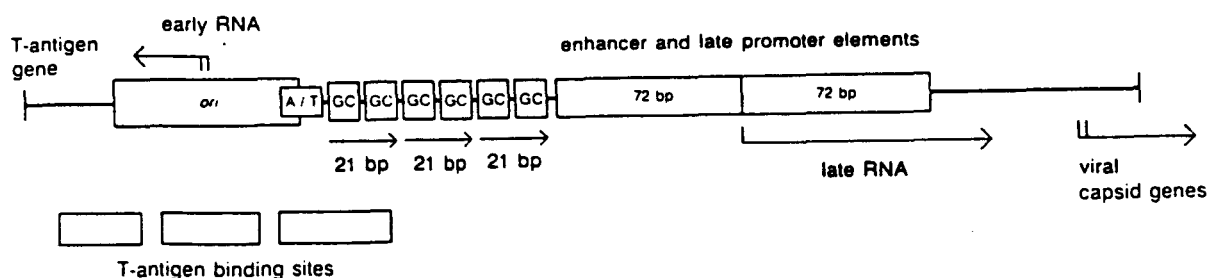 early RNA
T-antigen
gene
enhancer and late promoter elements
ori
A / T
GC GC GC GC GC GC
72 bp
72 bp
21 bp 21 bp 21 bp
late RNA
viral
capsid genes
T-antigen binding sites